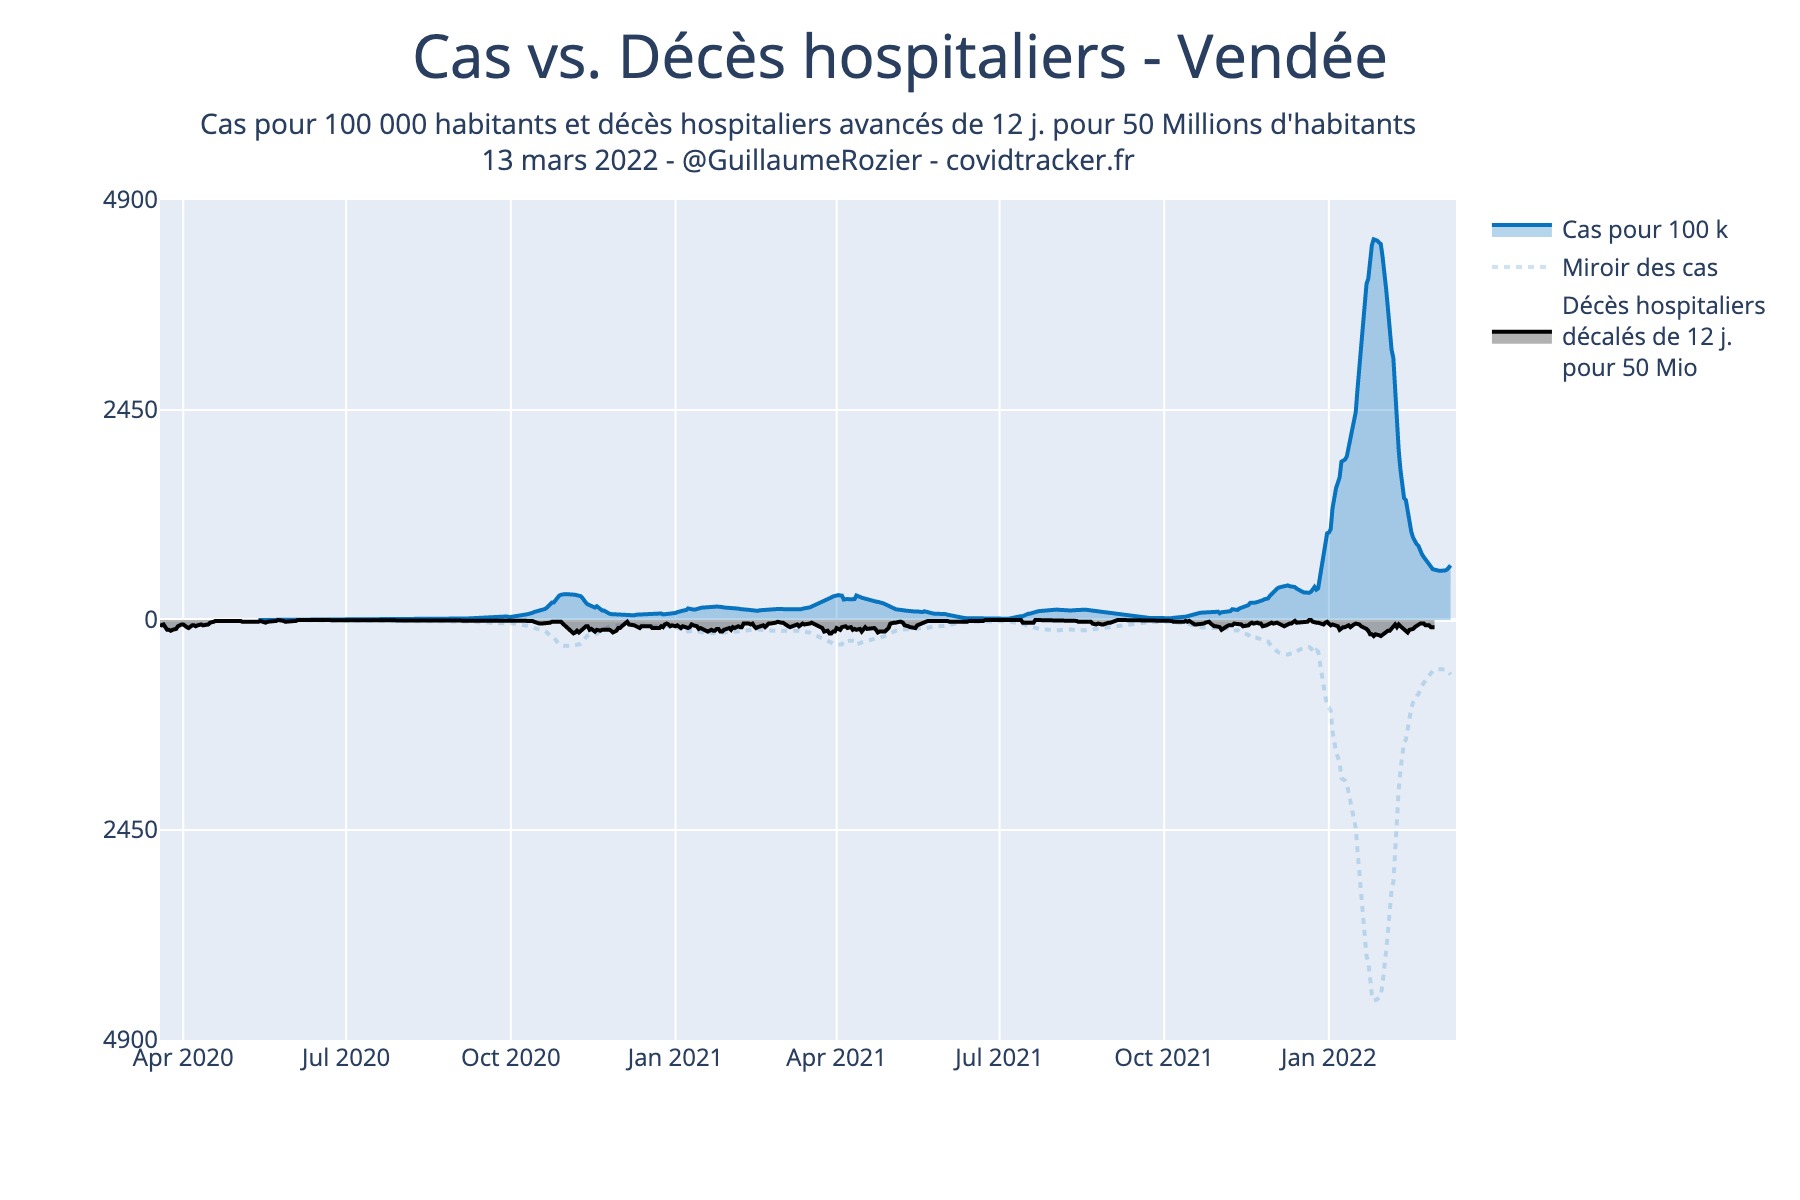 Cas vs. Décès hospitaliers - Vendée
Cas pour 100 000 habitants et décès hospitaliers avancés de 12 j. pour 50 Millions d'habitants
13 mars 2022 - @GuillaumeRozier - covidtracker.fr
4900
2450
0
2450
4900
Apr 2020 Jul 2020 Oct 2020 Jan 2021 Apr 2021 Jul 2021 Oct 2021 Jan 2022
Cas pour 100 k
Miroir des cas
Décès hospitaliers
décalés de 12 j.
pour 50 Mio